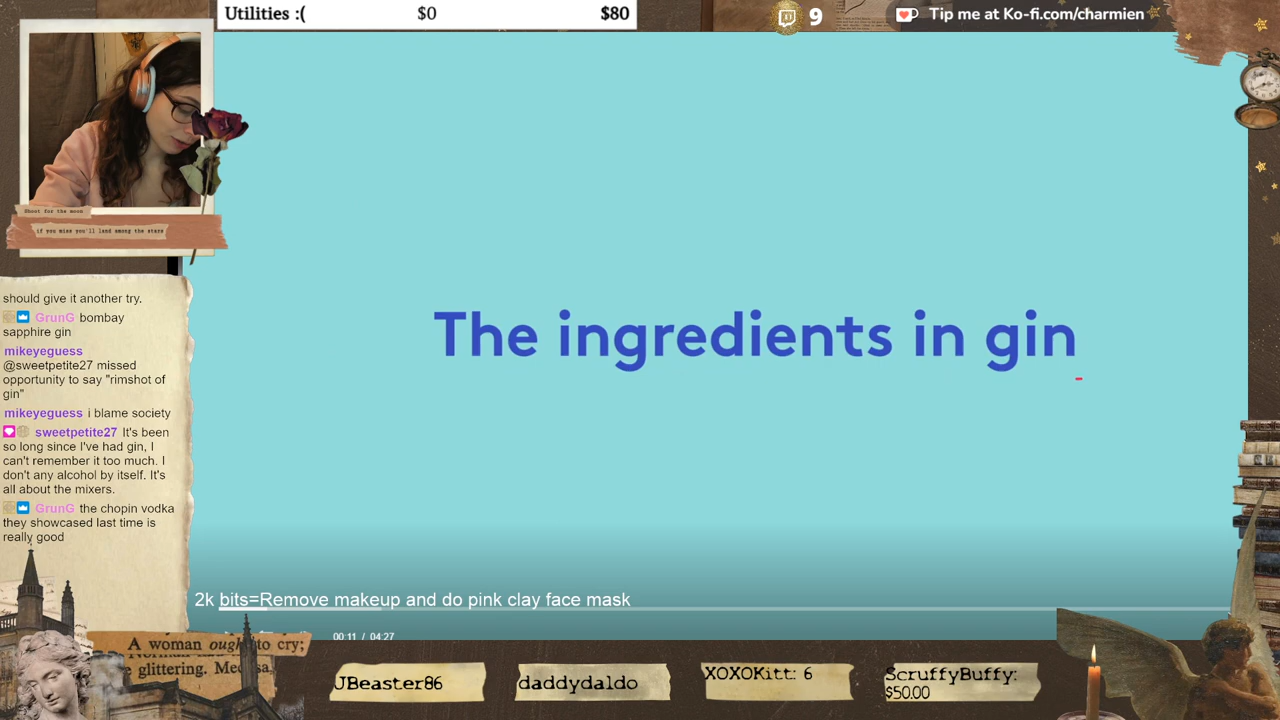 Utilities :( $0 $80
9
Tip me at Ko-fi.com/charmien
Shoot for the moon
if you miss you'll land among the stars
The ingredients in gin
should give it another try.
GrunG bombay
sapphire gin
mikeyeguess
@sweetpetite27 missed
opportunity to say "rimshot of
gin"
mikeyeguess i blame society
sweetpetite27 It's been
so long since I've had gin, I
can't remember it too much. I
don't any alcohol by itself. It's
all about the mixers.
GrunG the chopin vodka
they showcased last time is
really good
2k bits=Remove makeup and do pink clay face mask
00:11 / 04:27
A woman ought to cry;
glittering. Medusa,
JBeaster86
daddydaldo
XOXOKitt: 6
ScruffyBuffy:
$50.00